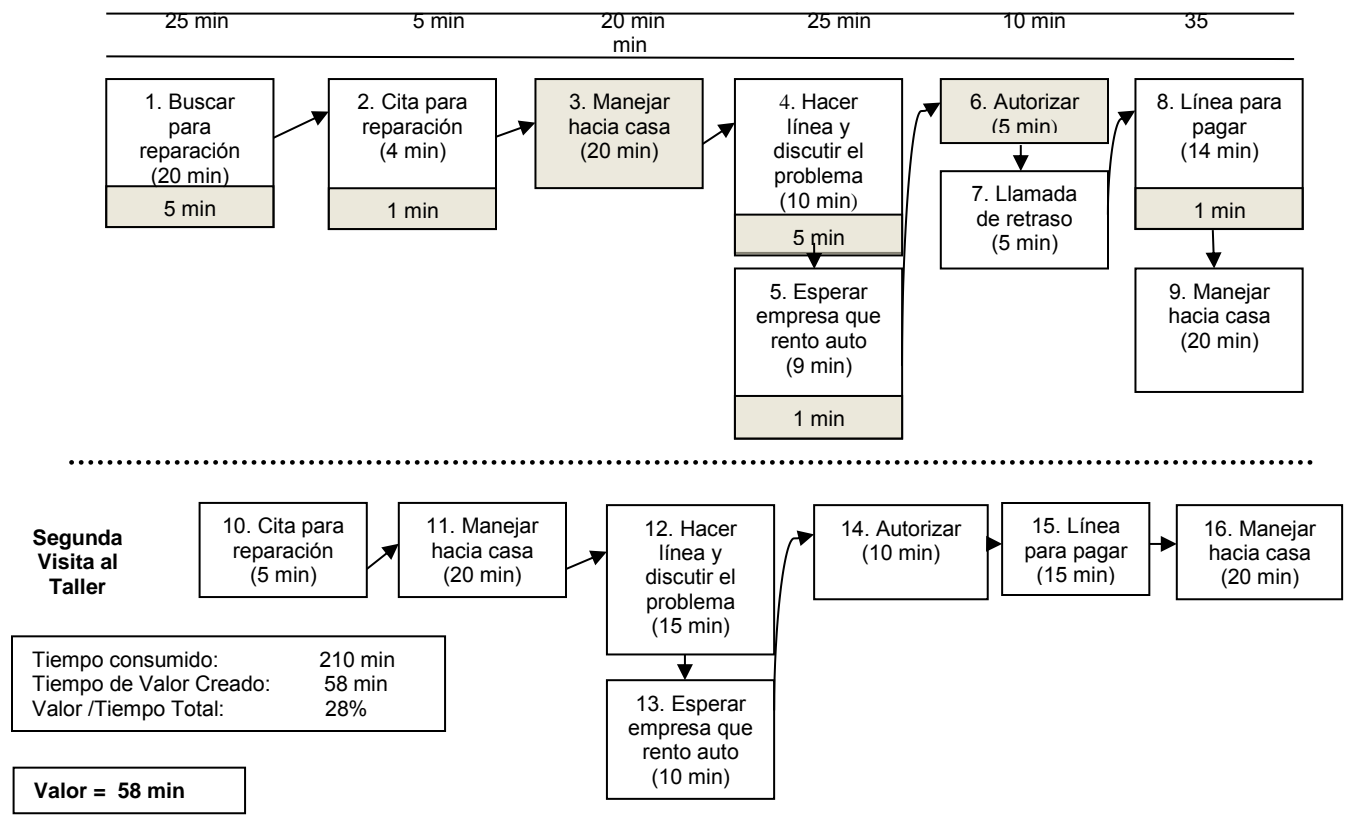 25 min 5 min 20 min 25 min 10 min 35
min
1. Buscar
para
reparación
(20 min)
5 min
2. Cita para
reparación
(4 min)
1 min
3. Manejar
hacia casa
(20 min)
4. Hacer
línea y
discutir el
problema
(10 min)
5 min
5. Esperar
empresa que
rento auto
(9 min)
1 min
6. Autorizar
(5 min)
7. Llamada
de retraso
(5 min)
8. Línea para
pagar
(14 min)
1 min
9. Manejar
hacia casa
(20 min)
Segunda
Visita al
Taller
10. Cita para
reparación
(5 min)
11. Manejar
hacia casa
(20 min)
12. Hacer
línea y
discutir el
problema
(15 min)
13. Esperar
empresa que
rento auto
(10 min)
14. Autorizar
(10 min)
15. Línea
para pagar
(15 min)
16. Manejar
hacia casa
(20 min)
Tiempo consumido: 210 min
Tiempo de Valor Creado: 58 min
Valor /Tiempo Total: 28%
Valor = 58 min